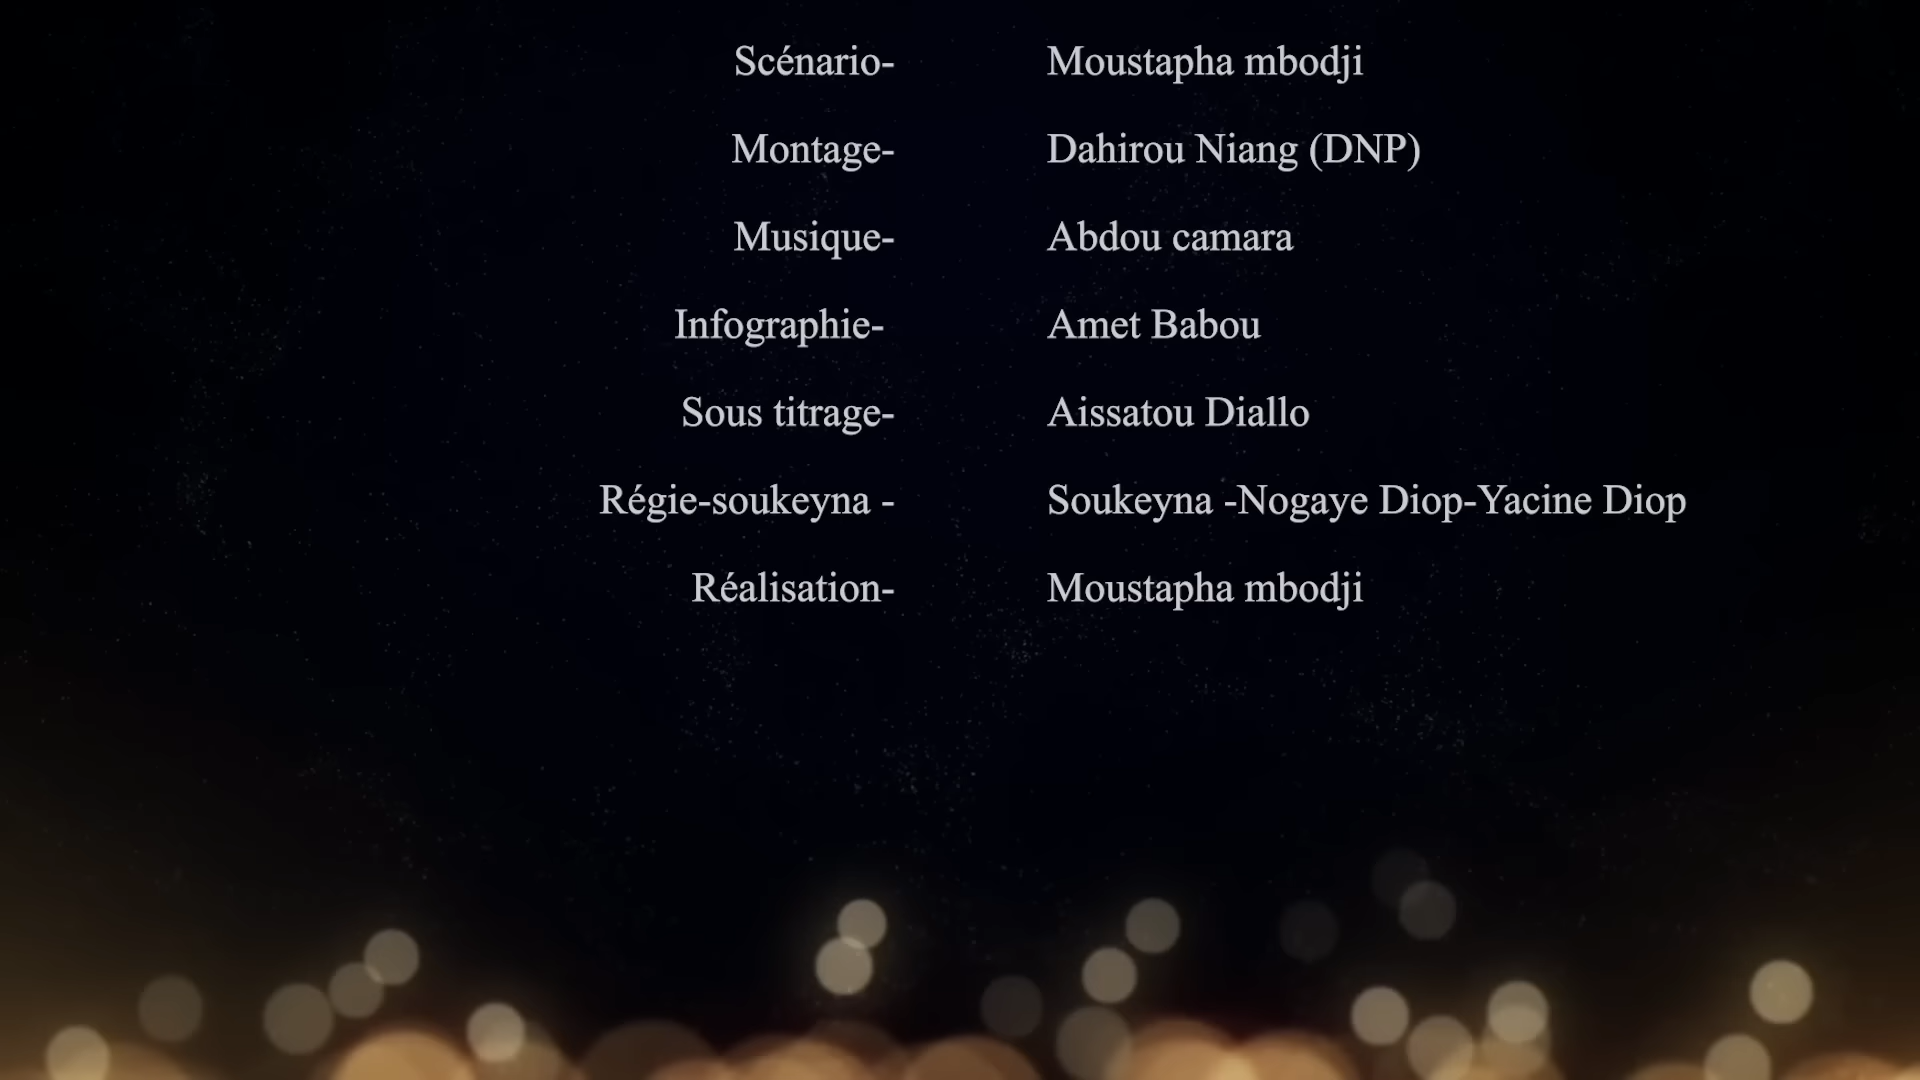 Scénario- Moustapha mbodji
Montage- Dahirou Niang (DNP)
Musique- Abdou camara
Infographie- Amet Babou
Sous titrage- Aissatou Diallo
Régie-soukeyna - Soukeyna -Nogaye Diop-Yacine Diop
Réalisation- Moustapha mbodji